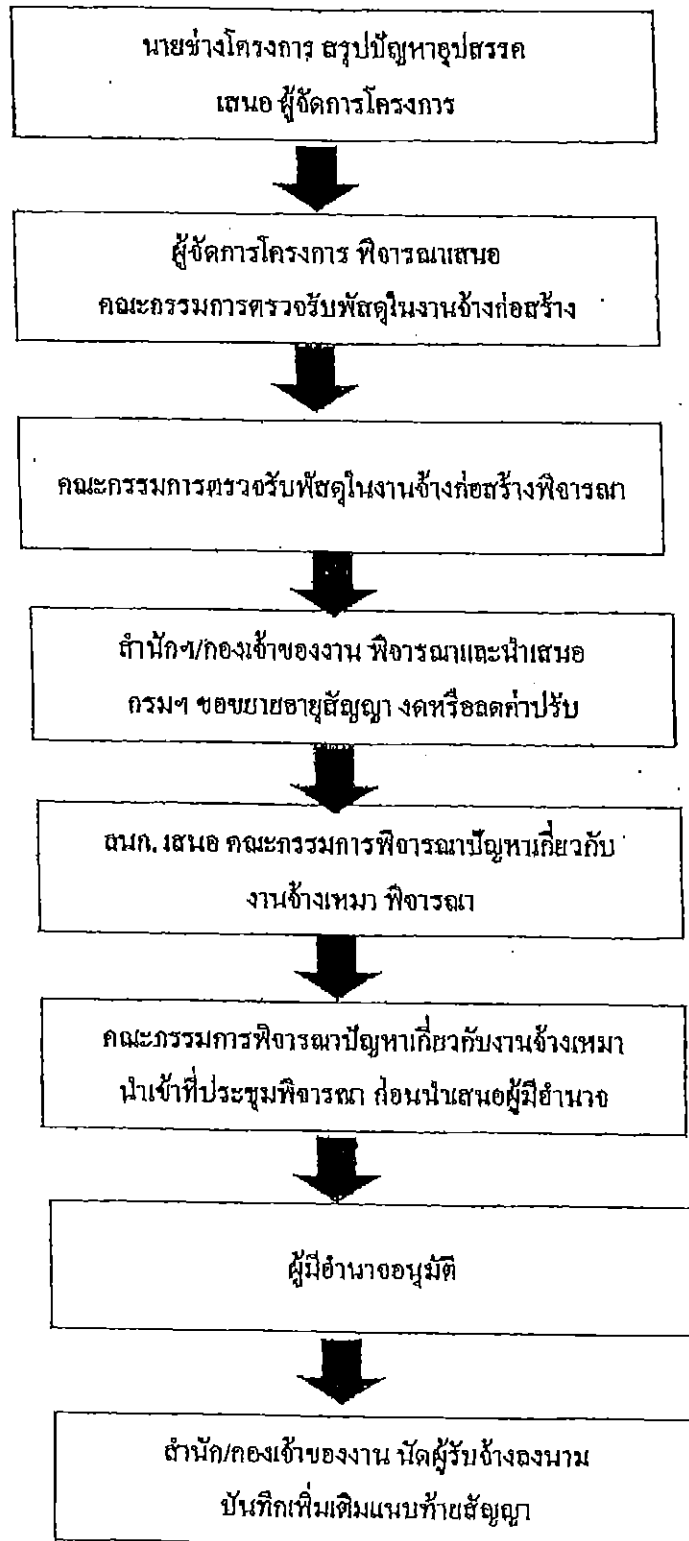 นายช่างโครงการ สรุปปัญหาอุปสรรค
เสนอ ผู้จัดการโครงการ
ผู้จัดการโครงการ พิจารณาเสนอ
คณะกรรมการตรวจรับพัสดุในงานจ้างก่อสร้าง
คณะกรรมการตรวจรับพัสดุในงานจ้างก่อสร้างพิจารณา
สำนักฯ/กองเจ้าของงาน พิจารณาและนำเสนอ
กรมฯ ขอขยายอายุสัญญา งดหรือลดค่าปรับ
ลนก. เสนอ คณะกรรมการพิจารณาปัญหาเกี่ยวกับ
งานจ้างเหมา พิจารณา
คณะกรรมการพิจารณาปัญหาเกี่ยวกับงานจ้างเหมา
นำเข้าที่ประชุมพิจารณา ก่อนนำเสนอผู้มีอำนาจ
ผู้มีอำนาจอนุมัติ
สำนัก/กองเจ้าของงาน นัดผู้รับจ้างลงนาม
บันทึกเพิ่มเติมแนบท้ายสัญญา